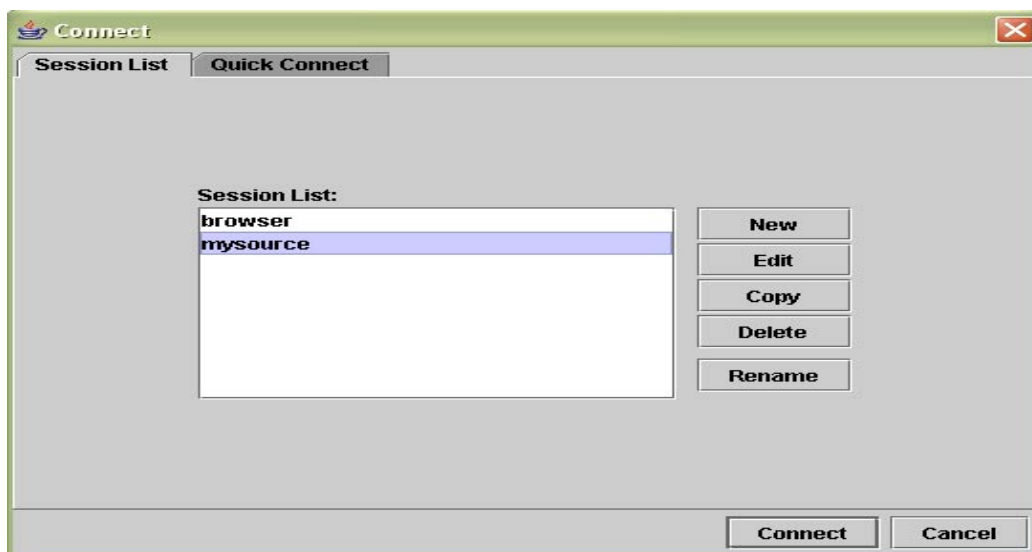 Connect
Session List
Quick Connect
Session List:
browser
mysource
New
Edit
Copy
Delete
Rename
Connect
Cancel